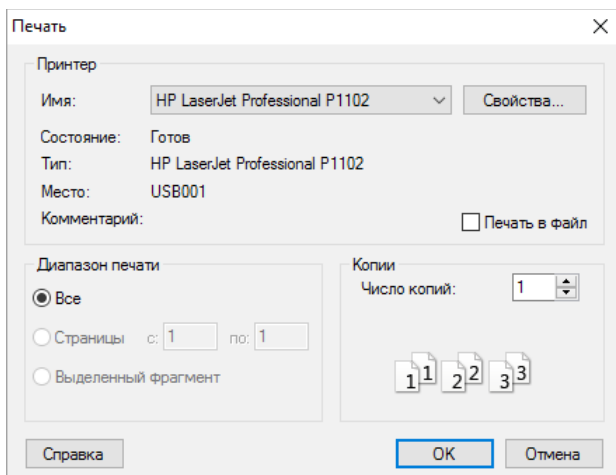 Печать
Принтер
Имя: HP LaserJet Professional P1102 Свойства...
Состояние: Готов
Тип: HP LaserJet Professional P1102
Место: USB001
Комментарий: Печать в файл
Диапазон печати
Все
Страницы с: 1 по: 1
Выделенный фрагмент
Копии
Число копий: 1
1 1 2 2 3 3
Справка OK Отмена